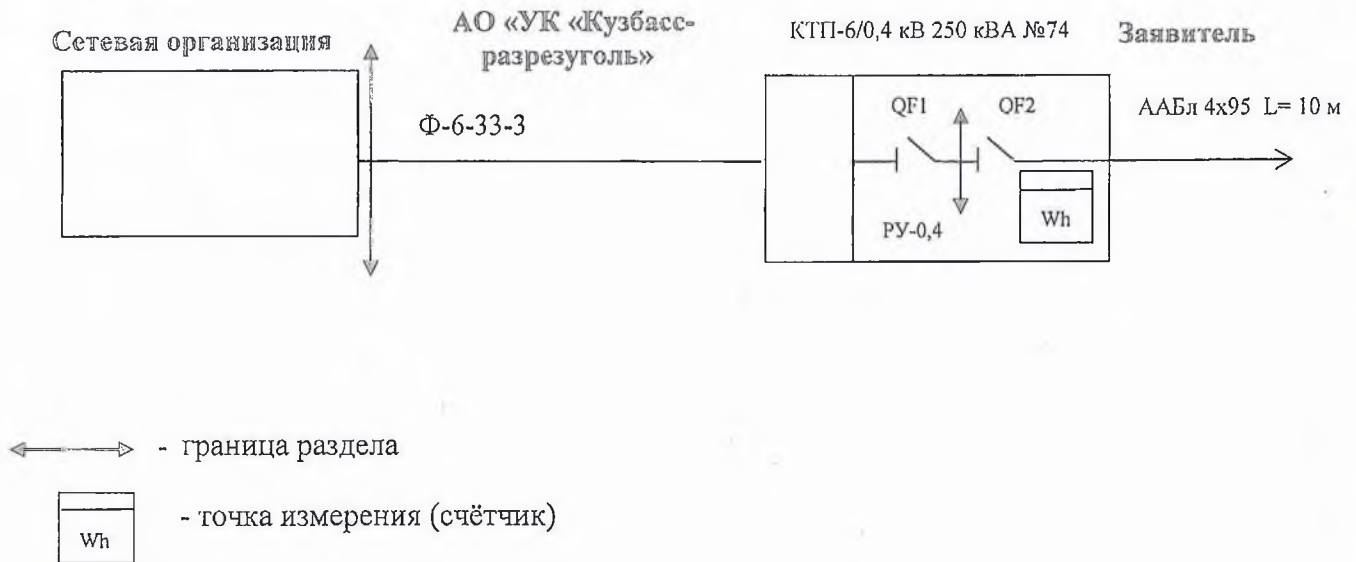 Сетевая организация
АО «УК «Кузбасс-
разрезуголь»
КТП-6/0,4 кВ 250 кВА №74
Заявитель
Ф-6-33-3
QF1
QF2
ААБл 4х95 L= 10 м
РУ-0,4
Wh
- граница раздела
- точка измерения (счётчик)
Wh